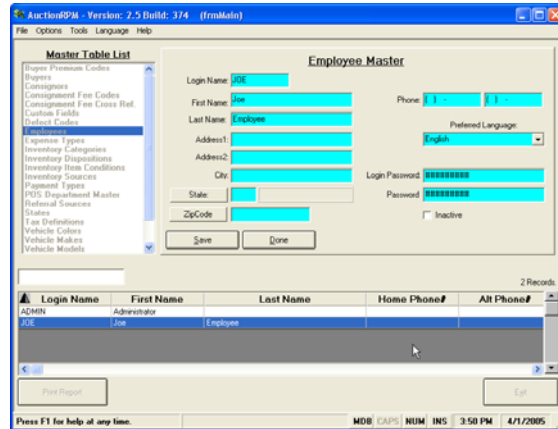 AuctionRPM - Version: 2.5 Build: 374 (frmMain)
File Options Tools Language Help
Master Table List
Buyer Premium Codes
Buyers
Consignors
Consignment Fee Codes
Consignment Fee Cross Ref.
Custom Fields
Defect Codes
Employees
Expense Types
Inventory Categories
Inventory Dispositions
Inventory Item Conditions
Inventory Sources
Payment Types
POS Department Master
Referral Sources
States
Tax Definitions
Vehicle Colors
Vehicle Makes
Vehicle Models
Employee Master
Login Name: JOE
First Name: Joe
Phone: ( ) - ( ) -
Last Name: Employee
Preferred Language:
Address1:
English
Address2:
City:
Login Password: #########
State:
Password: #########
ZipCode
Inactive
Save Done
2 Records.
Login Name First Name Last Name Home Phone# Alt Phone#
ADMIN Administrator
JOE Joe Employee
Print Report Exit
Press F1 for help at any time. MDB CAPS NUM INS 3:50 PM 4/1/2005